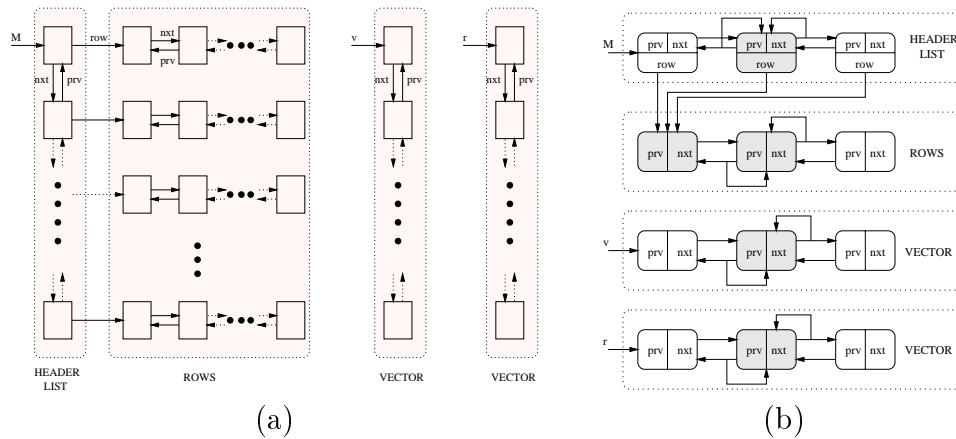 M
row
nxt
prv
nxt
prv
HEADER
LIST
ROWS
v
nxt
prv
VECTOR
r
nxt
prv
VECTOR
(a)
M
prv nxt
row
prv nxt
row
prv nxt
row
HEADER
LIST
prv nxt
prv nxt
prv nxt
ROWS
v
prv nxt
prv nxt
prv nxt
VECTOR
r
prv nxt
prv nxt
prv nxt
VECTOR
(b)